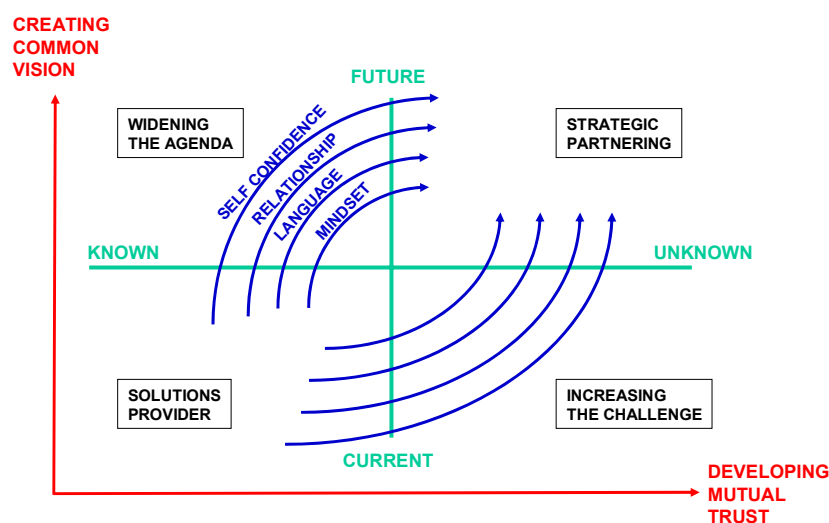 CREATING
COMMON
VISION
FUTURE
WIDENING
THE AGENDA
STRATEGIC
PARTNERING
SELF CONFIDENCE
RELATIONSHIP
LANGUAGE
MINDSET
KNOWN
UNKNOWN
SOLUTIONS
PROVIDER
INCREASING
THE CHALLENGE
CURRENT
DEVELOPING
MUTUAL
TRUST